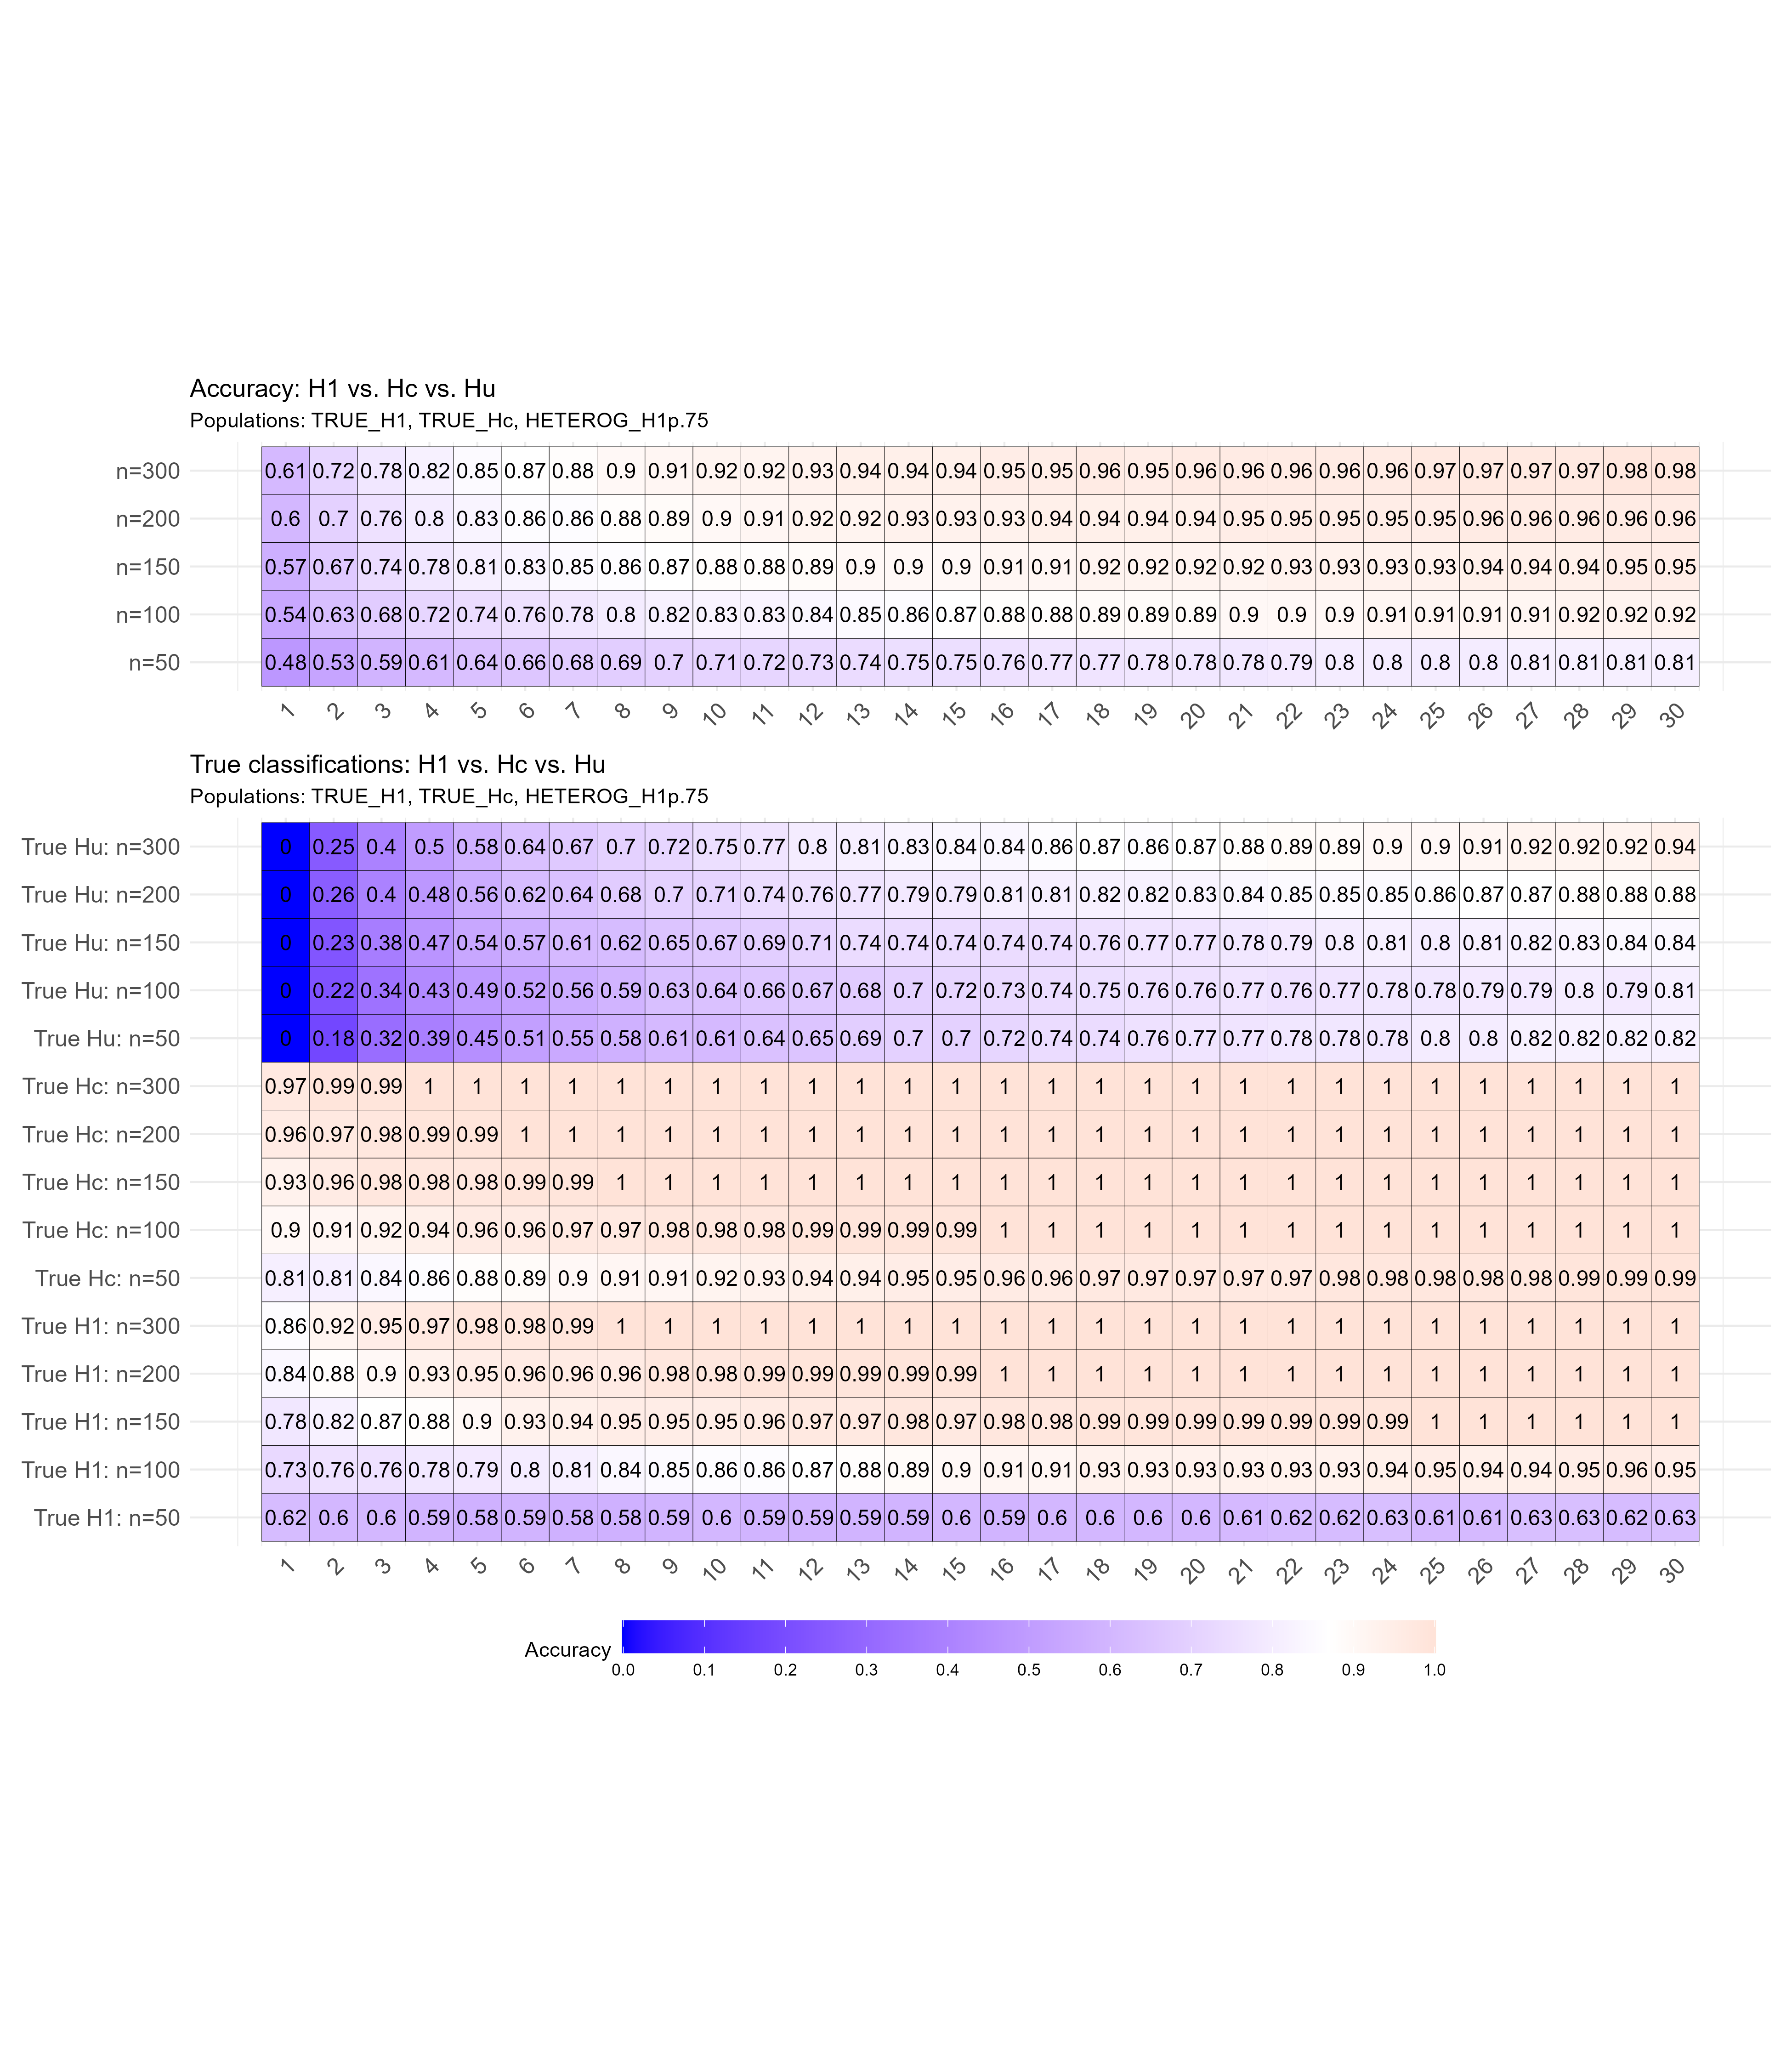 Accuracy: H1 vs. Hc vs. Hu
Populations: TRUE_H1, TRUE_Hc, HETEROG_H1p.75
n=300 0.61 0.72 0.78 0.82 0.85 0.87 0.88 0.9 0.91 0.92 0.92 0.93 0.94 0.94 0.94 0.95 0.95 0.96 0.95 0.96 0.96 0.96 0.96 0.96 0.97 0.97 0.97 0.97 0.98 0.98
n=200 0.6 0.7 0.76 0.8 0.83 0.86 0.86 0.88 0.89 0.9 0.91 0.92 0.92 0.93 0.93 0.93 0.94 0.94 0.94 0.94 0.95 0.95 0.95 0.95 0.95 0.96 0.96 0.96 0.96 0.96
n=150 0.57 0.67 0.74 0.78 0.81 0.83 0.85 0.86 0.87 0.88 0.88 0.89 0.9 0.9 0.9 0.91 0.91 0.92 0.92 0.92 0.92 0.93 0.93 0.93 0.93 0.94 0.94 0.94 0.95 0.95
n=100 0.54 0.63 0.68 0.72 0.74 0.76 0.78 0.8 0.82 0.83 0.83 0.84 0.85 0.86 0.87 0.88 0.88 0.89 0.89 0.89 0.9 0.9 0.9 0.91 0.91 0.91 0.91 0.92 0.92 0.92
n=50 0.48 0.53 0.59 0.61 0.64 0.66 0.68 0.69 0.7 0.71 0.72 0.73 0.74 0.75 0.75 0.76 0.77 0.77 0.78 0.78 0.78 0.79 0.8 0.8 0.8 0.8 0.81 0.81 0.81 0.81
1 2 3 4 5 6 7 8 9 10 11 12 13 14 15 16 17 18 19 20 21 22 23 24 25 26 27 28 29 30
True classifications: H1 vs. Hc vs. Hu
Populations: TRUE_H1, TRUE_Hc, HETEROG_H1p.75
True Hu: n=300 0 0.25 0.4 0.5 0.58 0.64 0.67 0.7 0.72 0.75 0.77 0.8 0.81 0.83 0.84 0.84 0.86 0.87 0.86 0.87 0.88 0.89 0.89 0.9 0.9 0.91 0.92 0.92 0.92 0.94
True Hu: n=200 0 0.26 0.4 0.48 0.56 0.62 0.64 0.68 0.7 0.71 0.74 0.76 0.77 0.79 0.79 0.81 0.81 0.82 0.82 0.83 0.84 0.85 0.85 0.85 0.86 0.87 0.87 0.88 0.88 0.88
True Hu: n=150 0 0.23 0.38 0.47 0.54 0.57 0.61 0.62 0.65 0.67 0.69 0.71 0.74 0.74 0.74 0.74 0.74 0.76 0.77 0.77 0.78 0.79 0.8 0.81 0.8 0.81 0.82 0.83 0.84 0.84
True Hu: n=100 0 0.22 0.34 0.43 0.49 0.52 0.56 0.59 0.63 0.64 0.66 0.67 0.68 0.7 0.72 0.73 0.74 0.75 0.76 0.76 0.77 0.76 0.77 0.78 0.78 0.79 0.79 0.8 0.79 0.81
True Hu: n=50 0 0.18 0.32 0.39 0.45 0.51 0.55 0.58 0.61 0.61 0.64 0.65 0.69 0.7 0.7 0.72 0.74 0.74 0.76 0.77 0.77 0.78 0.78 0.78 0.8 0.8 0.82 0.82 0.82 0.82
True Hc: n=300 0.97 0.99 0.99 1 1 1 1 1 1 1 1 1 1 1 1 1 1 1 1 1 1 1 1 1 1 1 1 1 1 1
True Hc: n=200 0.96 0.97 0.98 0.99 0.99 1 1 1 1 1 1 1 1 1 1 1 1 1 1 1 1 1 1 1 1 1 1 1 1 1
True Hc: n=150 0.93 0.96 0.98 0.98 0.98 0.99 0.99 1 1 1 1 1 1 1 1 1 1 1 1 1 1 1 1 1 1 1 1 1 1 1
True Hc: n=100 0.9 0.91 0.92 0.94 0.96 0.96 0.97 0.97 0.98 0.98 0.98 0.99 0.99 0.99 0.99 1 1 1 1 1 1 1 1 1 1 1 1 1 1 1
True Hc: n=50 0.81 0.81 0.84 0.86 0.88 0.89 0.9 0.91 0.91 0.92 0.93 0.94 0.94 0.95 0.95 0.96 0.96 0.97 0.97 0.97 0.97 0.97 0.98 0.98 0.98 0.98 0.98 0.99 0.99 0.99
True H1: n=300 0.86 0.92 0.95 0.97 0.98 0.98 0.99 1 1 1 1 1 1 1 1 1 1 1 1 1 1 1 1 1 1 1 1 1 1 1
True H1: n=200 0.84 0.88 0.9 0.93 0.95 0.96 0.96 0.96 0.98 0.98 0.99 0.99 0.99 0.99 0.99 1 1 1 1 1 1 1 1 1 1 1 1 1 1 1
True H1: n=150 0.78 0.82 0.87 0.88 0.9 0.93 0.94 0.95 0.95 0.95 0.96 0.97 0.97 0.98 0.97 0.98 0.98 0.99 0.99 0.99 0.99 0.99 0.99 0.99 1 1 1 1 1 1
True H1: n=100 0.73 0.76 0.76 0.78 0.79 0.8 0.81 0.84 0.85 0.86 0.86 0.87 0.88 0.89 0.9 0.91 0.91 0.93 0.93 0.93 0.93 0.93 0.93 0.94 0.95 0.94 0.94 0.95 0.96 0.95
True H1: n=50 0.62 0.6 0.6 0.59 0.58 0.59 0.58 0.58 0.59 0.6 0.59 0.59 0.59 0.59 0.6 0.59 0.6 0.6 0.6 0.6 0.61 0.62 0.62 0.63 0.61 0.61 0.63 0.63 0.62 0.63
1 2 3 4 5 6 7 8 9 10 11 12 13 14 15 16 17 18 19 20 21 22 23 24 25 26 27 28 29 30
Accuracy
0.0 0.1 0.2 0.3 0.4 0.5 0.6 0.7 0.8 0.9 1.0